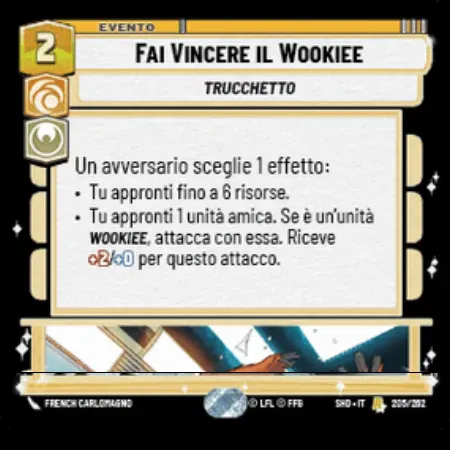 EVENTO
2
FAI VINCERE IL WOOKIEE
TRUCCHETTO
Un avversario sceglie 1 effetto:
• Tu appronti fino a 6 risorse.
• Tu appronti 1 unità amica. Se è un'unità
WOOKIEE, attacca con essa. Riceve
+2/+0 per questo attacco.
FRENCH CARLOMAGNO
© LFL © FFG
SHD • IT
205/262